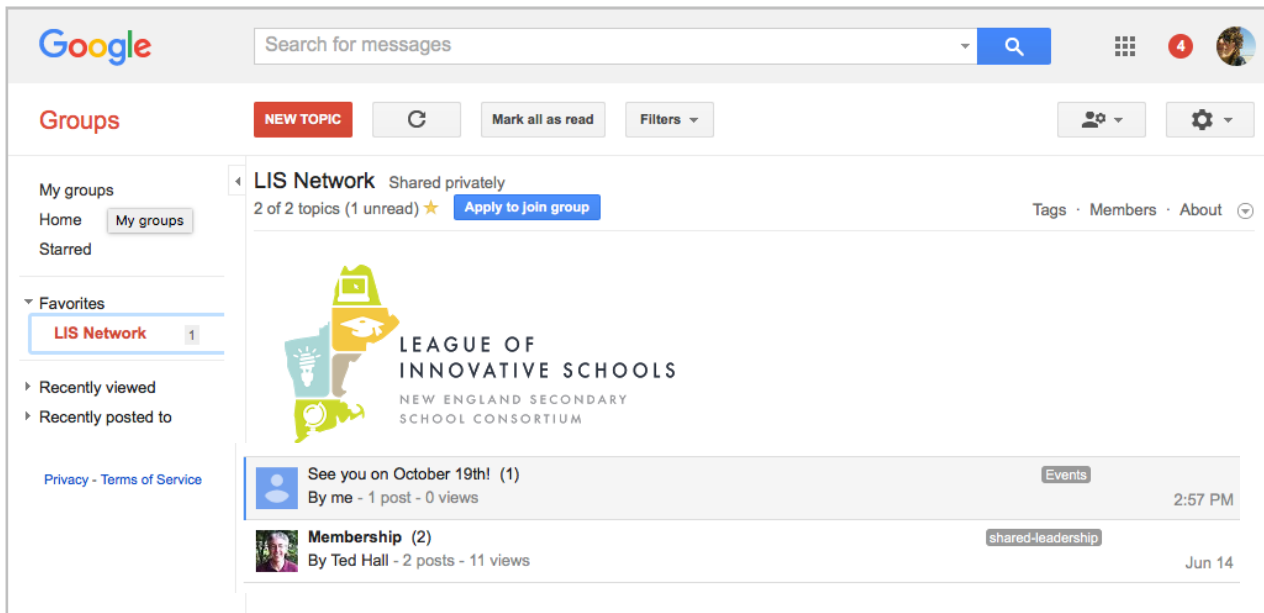 Google
Search for messages
4
Groups
NEW TOPIC
Mark all as read
Filters
My groups
Home
My groups
Starred
Favorites
LIS Network 1
Recently viewed
Recently posted to
Privacy - Terms of Service
LIS Network Shared privately
2 of 2 topics (1 unread) Apply to join group
Tags · Members · About
LEAGUE OF
INNOVATIVE SCHOOLS
NEW ENGLAND SECONDARY
SCHOOL CONSORTIUM
See you on October 19th! (1) Events
By me - 1 post - 0 views 2:57 PM
Membership (2) shared-leadership
By Ted Hall - 2 posts - 11 views Jun 14